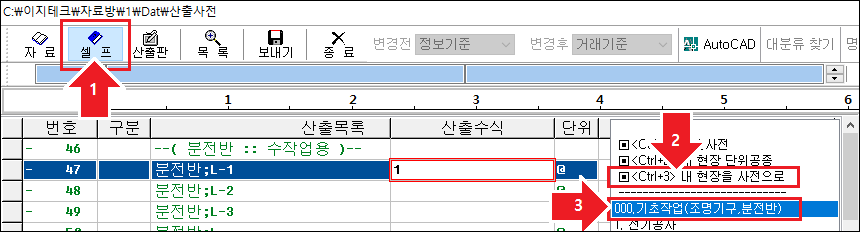 C:₩이지테크₩자료방₩1₩Dat₩산출사전
자 료 셀 프 산출판 목 록 보내기 종 료 변경전 정보기준 변경후 거래기준 AutoCAD 대분류 찾기
1
1 2 3 4 5 6
번호 구분 산출목록 산출수식 단위
2
- 46 --( 분전반 :: 수작업용 )--
사전
현장 단위공종
- 47 분전반;L-1 1 @
<Ctrl+3> 내 현장을 사전으로
- 48 분전반;L-2
- 49 분전반;L-3
3
000.기초작업(조명기구,분전반)
1. 전기공사